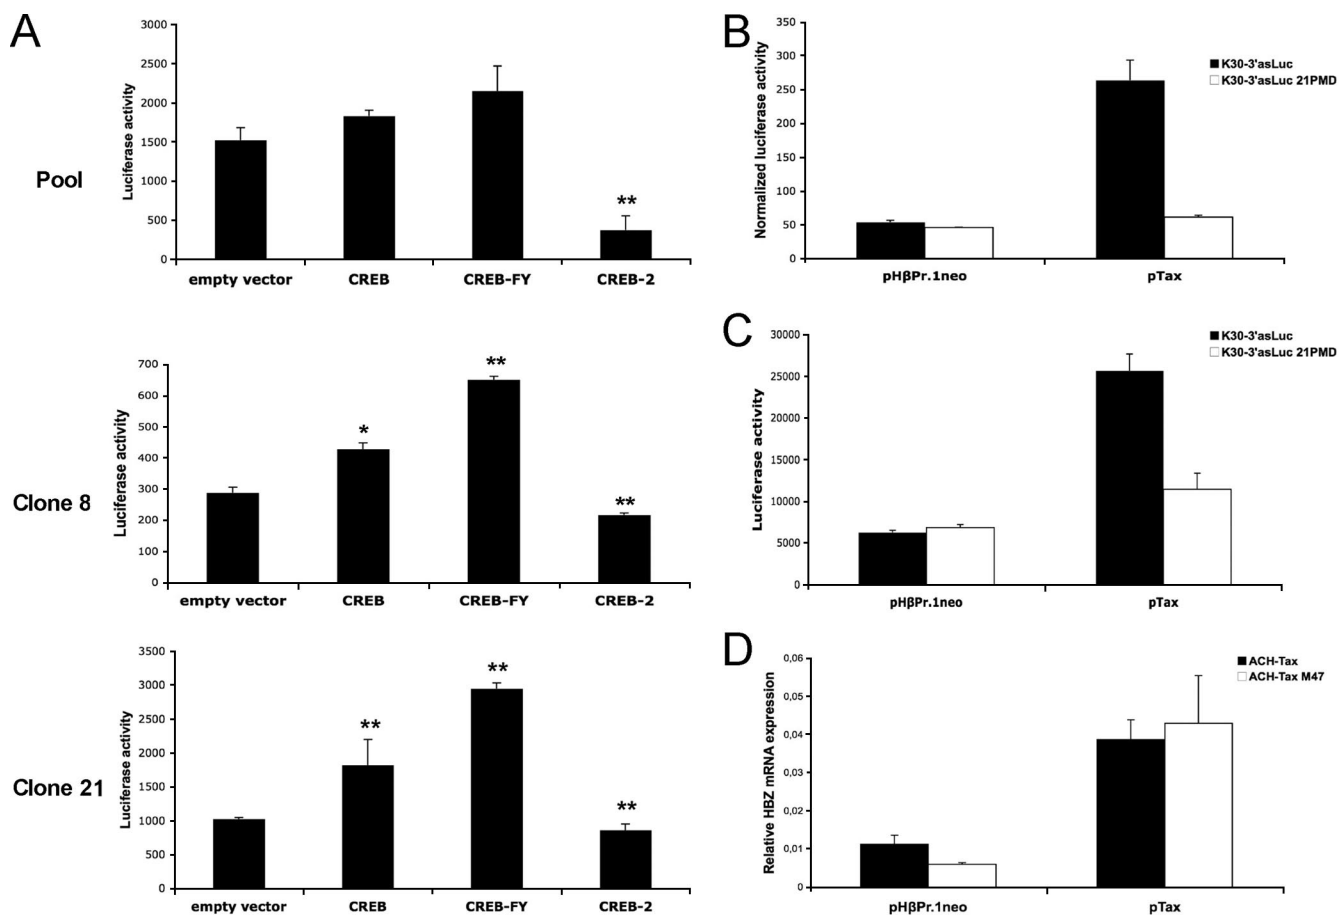 A
Pool
Luciferase activity
3000
2500
2000
1500
1000
500
0
**
empty vector CREB CREB-FY CREB-2
Clone 8
Luciferase activity
700
600
500
400
300
200
100
0
*
**
**
empty vector CREB CREB-FY CREB-2
Clone 21
Luciferase activity
3500
3000
2500
2000
1500
1000
500
0
**
**
**
empty vector CREB CREB-FY CREB-2
B
Normalized luciferase activity
350
300
250
200
150
100
50
0
K30-3'asLuc
K30-3'asLuc 21PMD
pHβPr.1neo pTax
C
Luciferase activity
30000
25000
20000
15000
10000
5000
0
K30-3'asLuc
K30-3'asLuc 21PMD
pHβPr.1neo pTax
D
Relative HBZ mRNA expression
0,06
0,05
0,04
0,03
0,02
0,01
0
ACH-Tax
ACH-Tax M47
pHβPr.1neo pTax